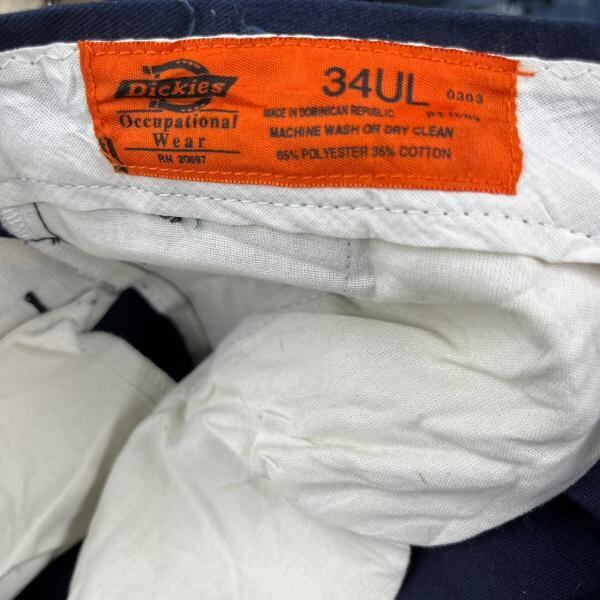 Dickies
Occupational
Wear
RN 20697
34UL 0303
MADE IN DOMINICAN REPUBLIC
MACHINE WASH OR DRY CLEAN
65% POLYESTER 35% COTTON